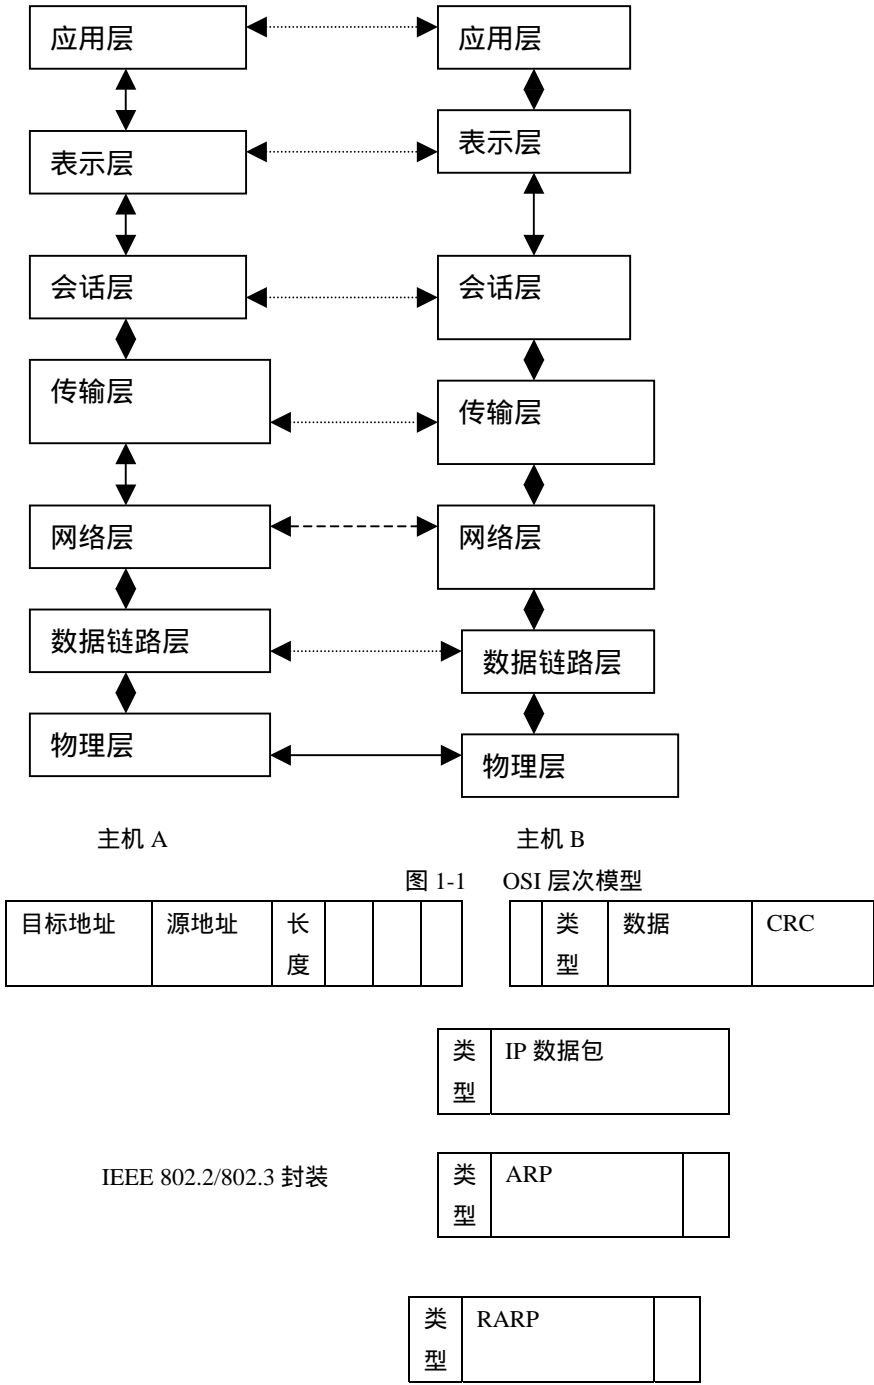 应用层 应用层
表示层 表示层
会话层 会话层
传输层 传输层
网络层 网络层
数据链路层 数据链路层
物理层 物理层
主机 A 主机 B
图 1-1 OSI 层次模型
目标地址 源地址 长度 类型 数据 CRC
类型 IP 数据包
IEEE 802.2/802.3 封装 类型 ARP
类型 RARP